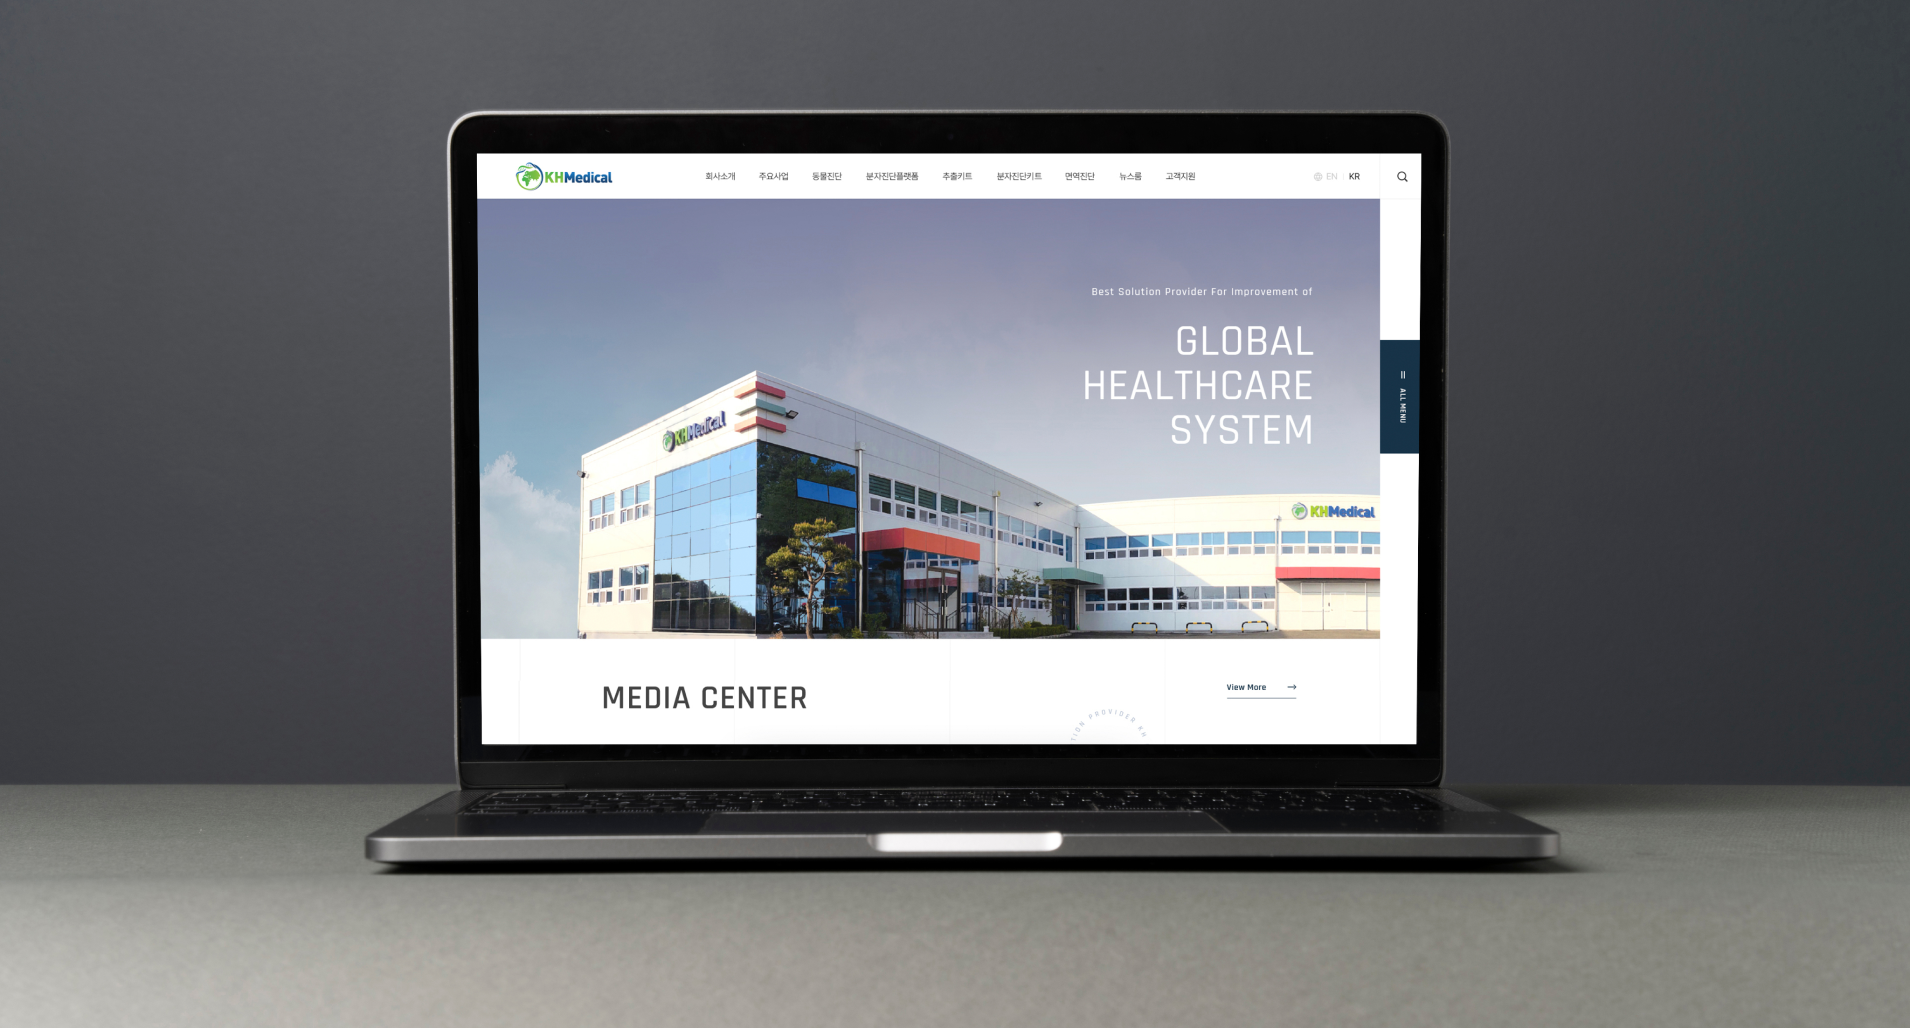 KHMedical
회사소개 주요사업 동물진단 분자진단플랫폼 추출키트 분자진단키트 면역진단 뉴스룸 고객지원
EN | KR
Best Solution Provider For Improvement of
GLOBAL
HEALTHCARE
SYSTEM
ALL MENU
KHMedical
KHMedical
MEDIA CENTER
View More
TION PROVIDER KH